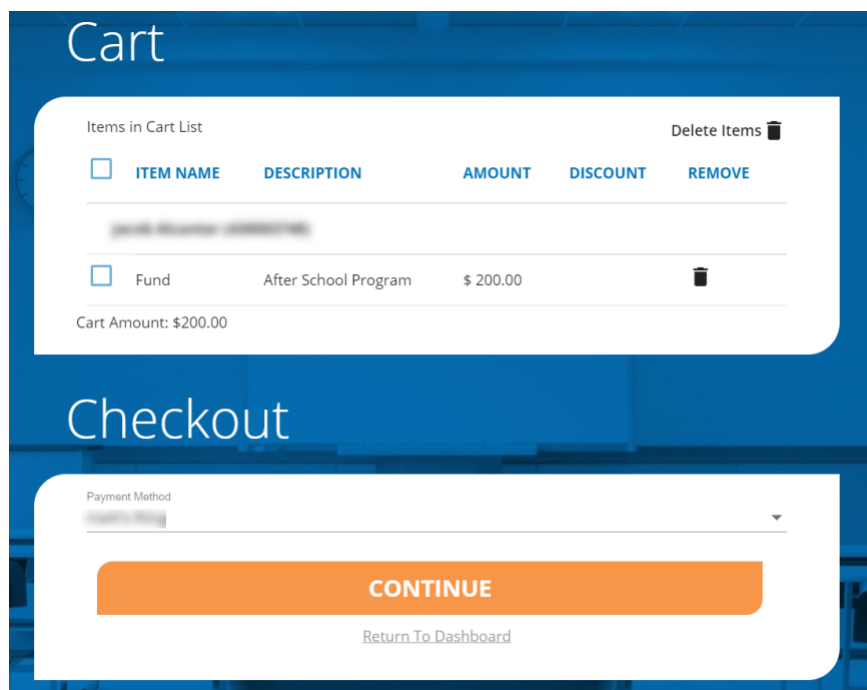 Cart
Items in Cart List
Delete Items
ITEM NAME DESCRIPTION AMOUNT DISCOUNT REMOVE
Fund After School Program $ 200.00
Cart Amount: $200.00
Checkout
Payment Method
CONTINUE
Return To Dashboard